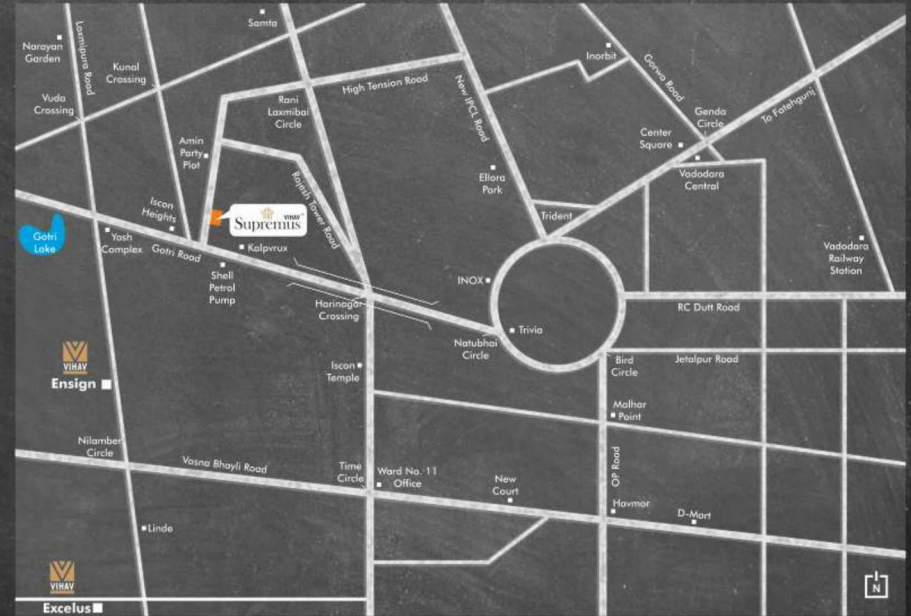 Samta
Narayan
Garden
Laxmipura Road
Kunal
Crossing
Inorbit
Gorwa Road
High Tension Road
New IPCL Road
Vuda
Crossing
Rani
Laxmibai
Circle
To Fatehgunj
Genda
Circle
Center
Square
Amin
Party
Plot
Vadodara
Central
Ellora
Park
Rajesh Tower Road
Iscon
Heights
VIHAV
Supremus
Trident
Gotri
Lake
Yash
Complex
Gotri Road
Kalpvrux
Vadodara
Railway
Station
Shell
Petrol
Pump
INOX
Harinagar
Crossing
RC Dutt Road
Trivia
Natubhai
Circle
VIHAV
Ensign
Iscon
Temple
Bird
Circle
Jetalpur Road
Malhar
Point
Nilamber
Circle
Vasna Bhayli Road
Time
Circle
Ward No. 11
Office
New
Court
OP Road
Havmor
D-Mart
Linde
VIHAV
Excelus
N